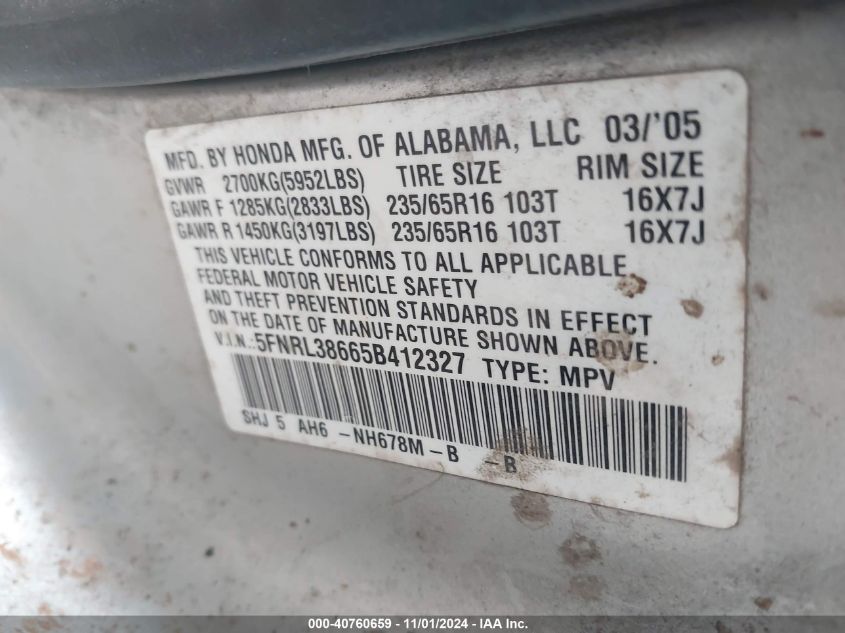 MFD. BY HONDA MFG. OF ALABAMA, LLC 03/'05
GVWR 2700KG(5952LBS) TIRE SIZE RIM SIZE
GAWR F 1285KG(2833LBS) 235/65R16 103T 16X7J
GAWR R 1450KG(3197LBS) 235/65R16 103T 16X7J
THIS VEHICLE CONFORMS TO ALL APPLICABLE
FEDERAL MOTOR VEHICLE SAFETY
AND THEFT PREVENTION STANDARDS IN EFFECT
ON THE DATE OF MANUFACTURE SHOWN ABOVE.
V.I.N.:5FNRL38665B412327 TYPE: MPV
SHJ 5 AH6 -NH678M-B -B
000-40760659 - 11/01/2024 - IAA Inc.